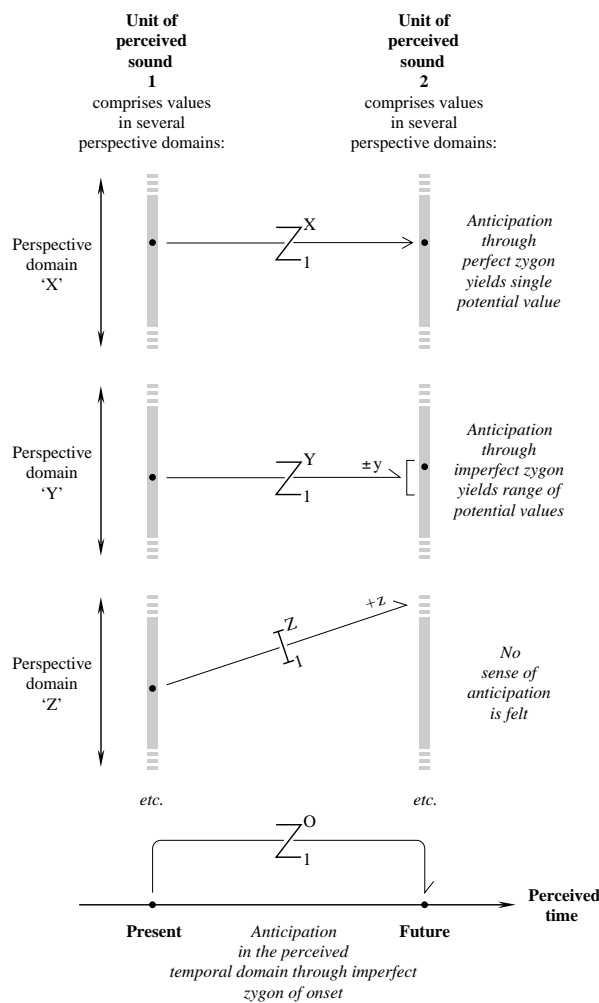 Unit of
perceived
sound
1
comprises values
in several
perspective domains:
Unit of
perceived
sound
2
comprises values
in several
perspective domains:
Perspective
domain
‘X’
X
1
Anticipation
through
perfect zygon
yields single
potential value
Perspective
domain
‘Y’
Y
1
±y
Anticipation
through
imperfect zygon
yields range of
potential values
Perspective
domain
‘Z’
Z
1
+z
No
sense of
anticipation
is felt
etc.
etc.
O
1
Perceived
time
Present
Anticipation
in the perceived
temporal domain through imperfect
zygon of onset
Future